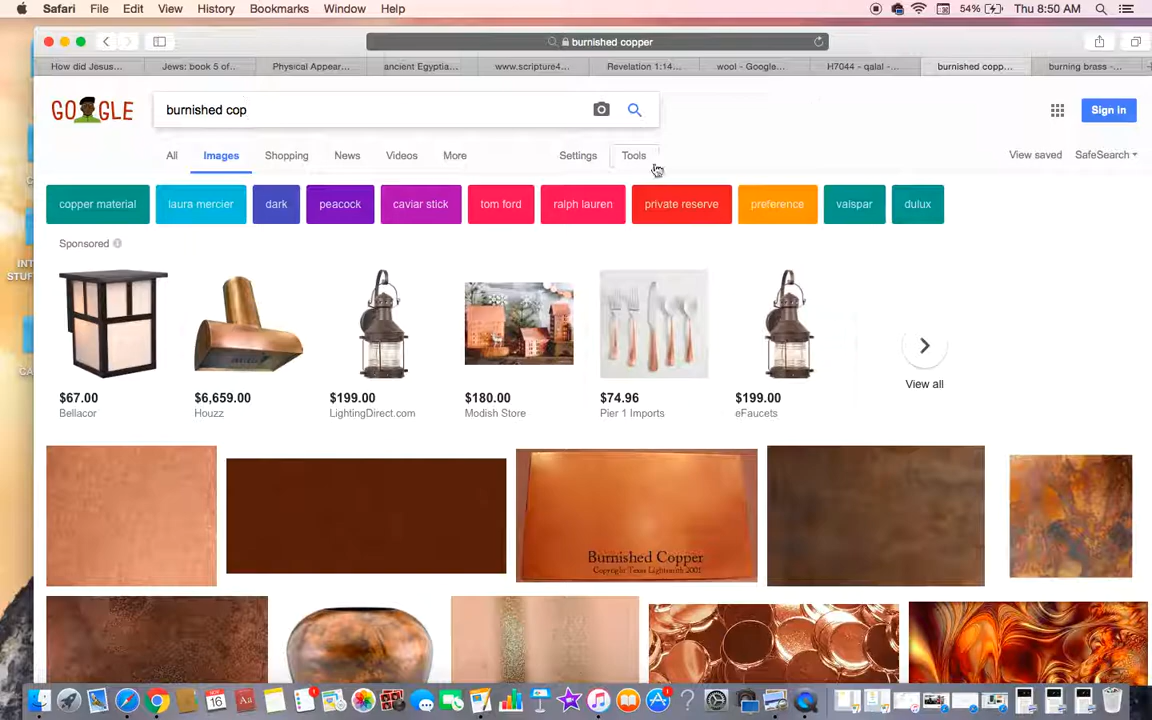 Safari File Edit View History Bookmarks Window Help 54% Thu 8:50 AM
burnished copper
How did Jesus... Jews: book 5 of... Physical Appear... ancient Egyptia... www.scripture4... Revelation 1:14... wool - Google... H7044 - qalal -... burnished copp... burning brass -...
GOOGLE burnished cop Sign in
All Images Shopping News Videos More Settings Tools View saved SafeSearch
copper material laura mercier dark peacock caviar stick tom ford ralph lauren private reserve preference valspar dulux
Sponsored
$67.00 $6,659.00 $199.00 $180.00 $74.96 $199.00 View all
Bellacor Houzz LightingDirect.com Modish Store Pier 1 Imports eFaucets
Burnished Copper
Copyright Texas Lightsmith 2001